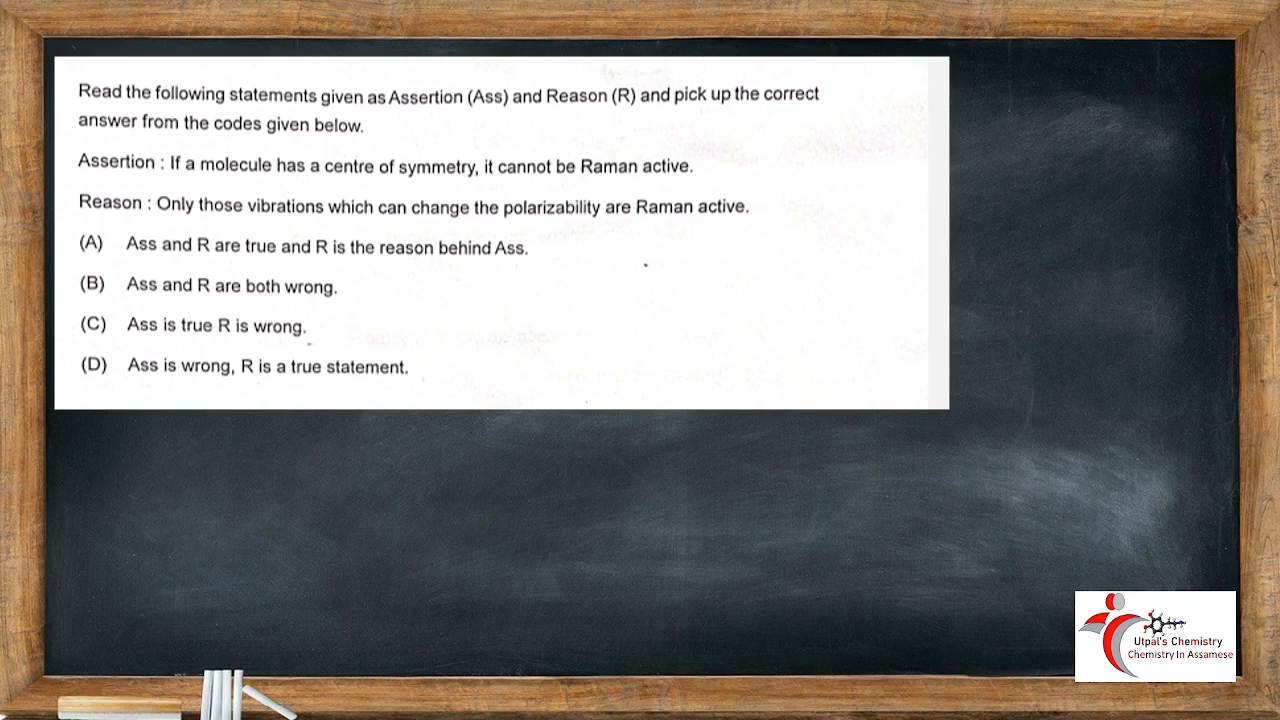 Read the following statements given as Assertion (Ass) and Reason (R) and pick up the correct
answer from the codes given below.
Assertion : If a molecule has a centre of symmetry, it cannot be Raman active.
Reason : Only those vibrations which can change the polarizability are Raman active.
(A) Ass and R are true and R is the reason behind Ass.
(B) Ass and R are both wrong.
(C) Ass is true R is wrong.
(D) Ass is wrong, R is a true statement.
Utpal's Chemistry
Chemistry In Assamese